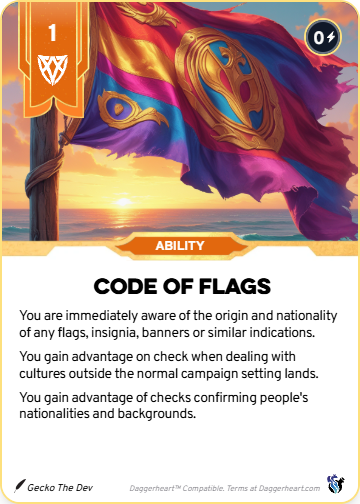 1
0
ABILITY
CODE OF FLAGS
You are immediately aware of the origin and nationality
of any flags, insignia, banners or similar indications.
You gain advantage on check when dealing with
cultures outside the normal campaign setting lands.
You gain advantage of checks confirming people's
nationalities and backgrounds.
Gecko The Dev
Daggerheart™ Compatible. Terms at Daggerheart.com